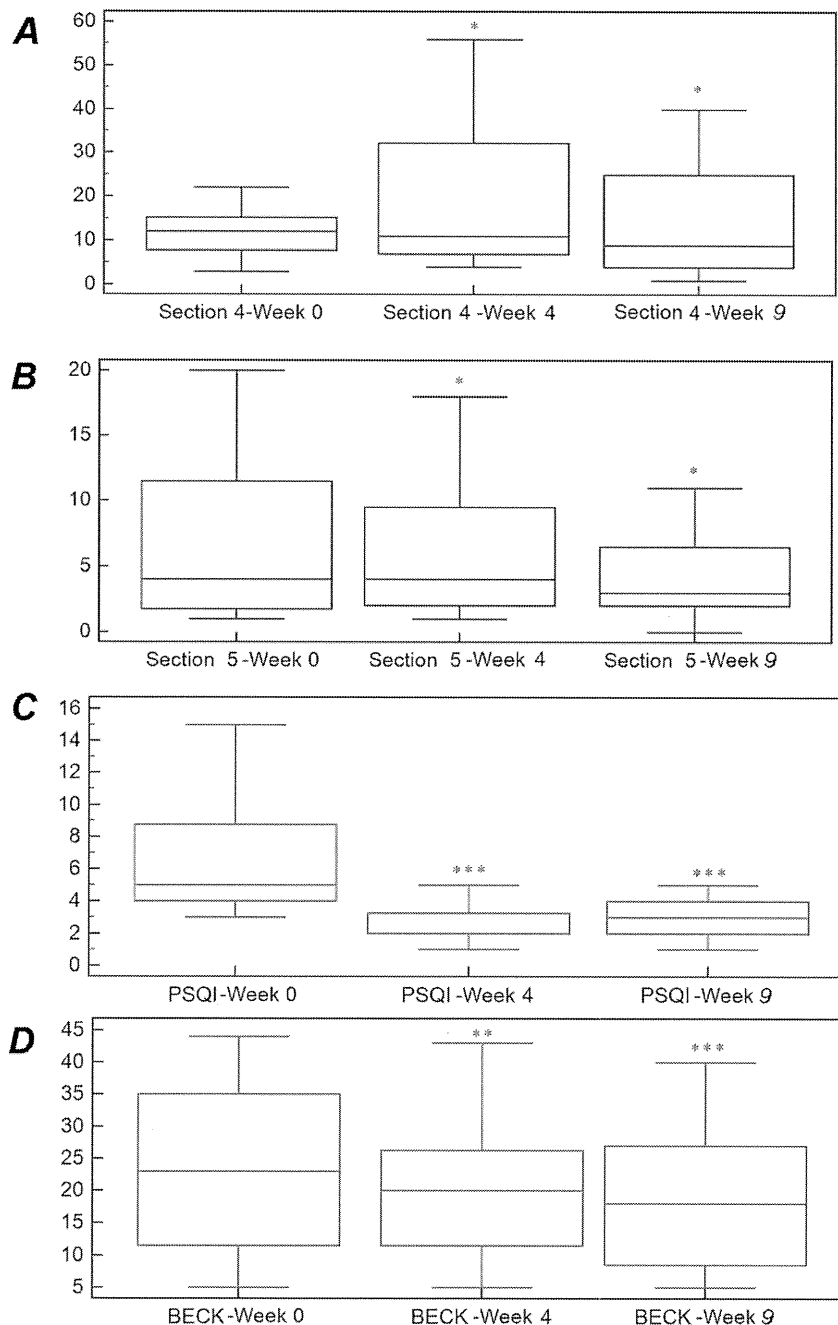 A
60
50
40
30
20
10
0
*
*
Section 4-Week 0
Section 4-Week 4
Section 4-Week 9
B
20
15
10
5
0
*
*
Section 5-Week 0
Section 5-Week 4
Section 5-Week 9
C
16
14
12
10
8
6
4
2
0
***
***
PSQI-Week 0
PSQI-Week 4
PSQI-Week 9
D
45
40
35
30
25
20
15
10
5
**
***
BECK-Week 0
BECK-Week 4
BECK-Week 9